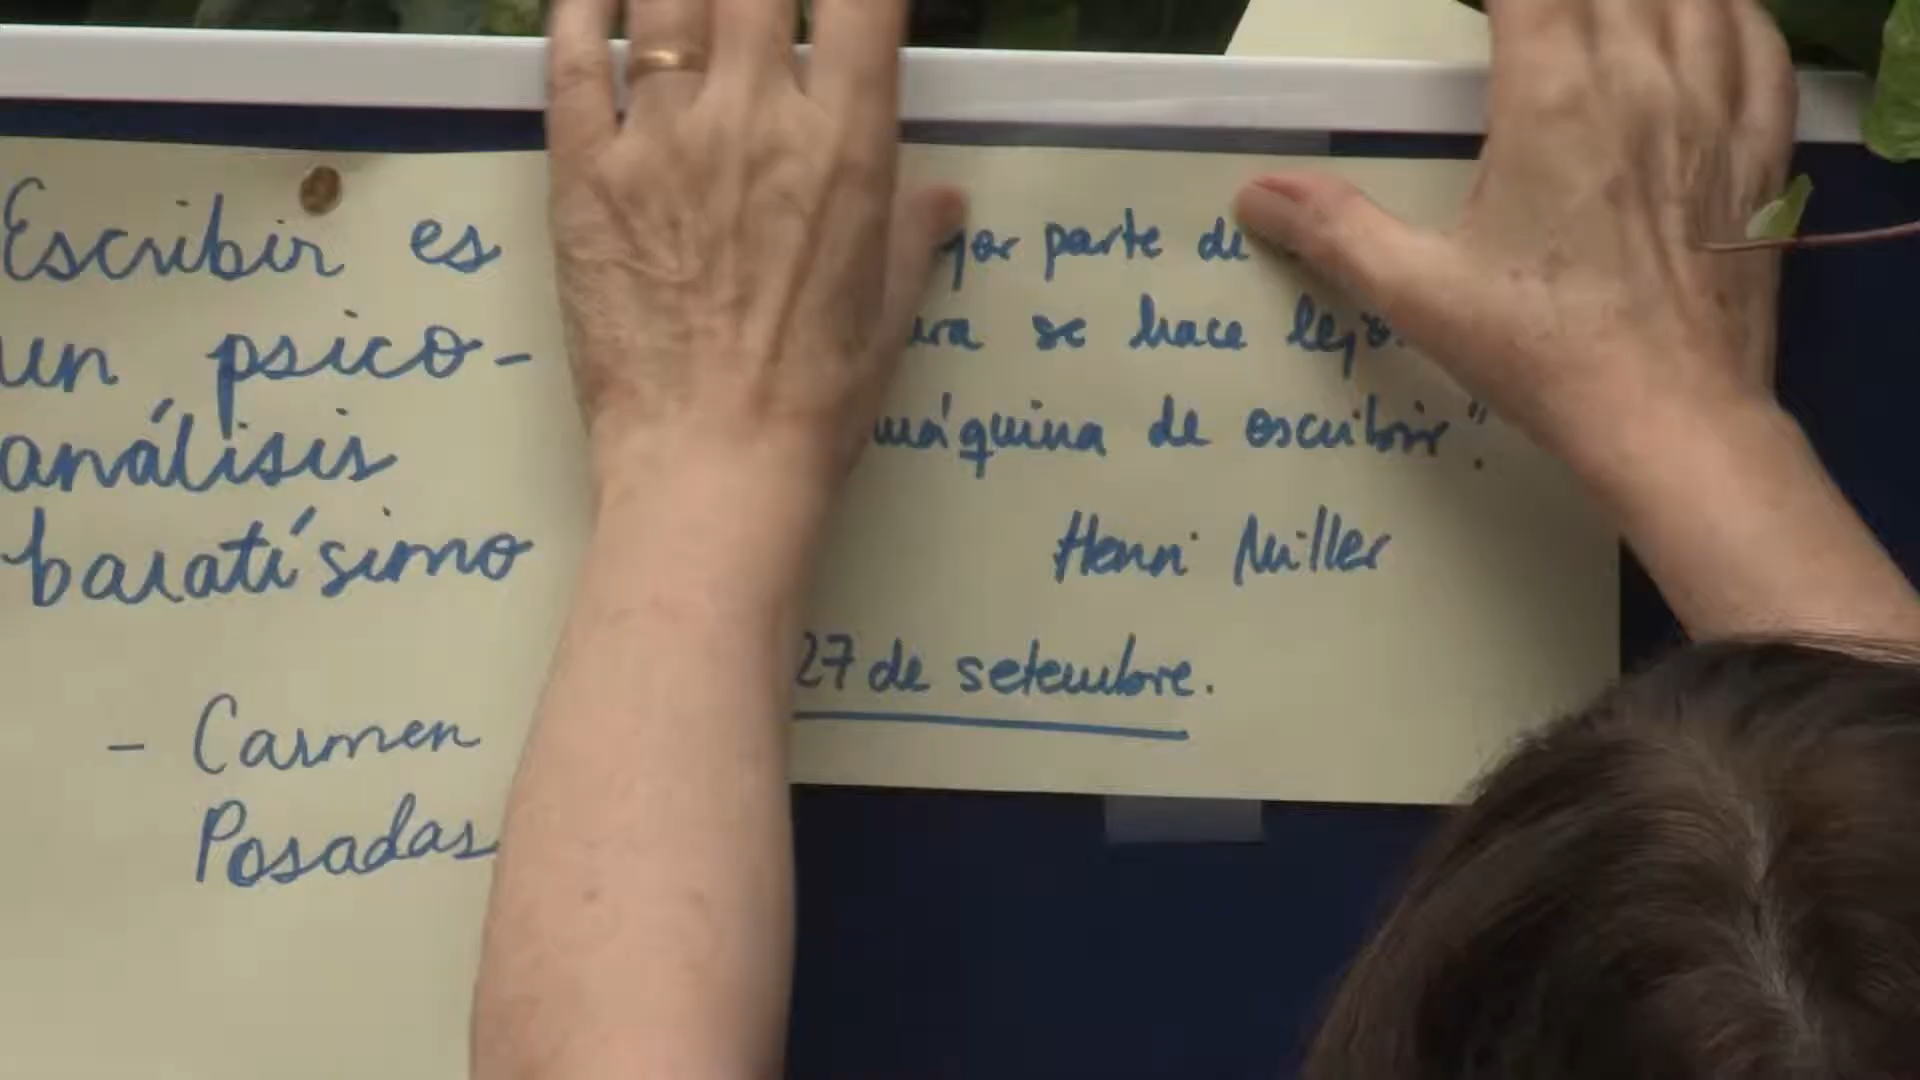 Escribir es
un psico-
análisis
baratísimo
- Carmen
Posadas
parte de
se hace
máquina de escribir".
Henri Miller
27 de setembre.